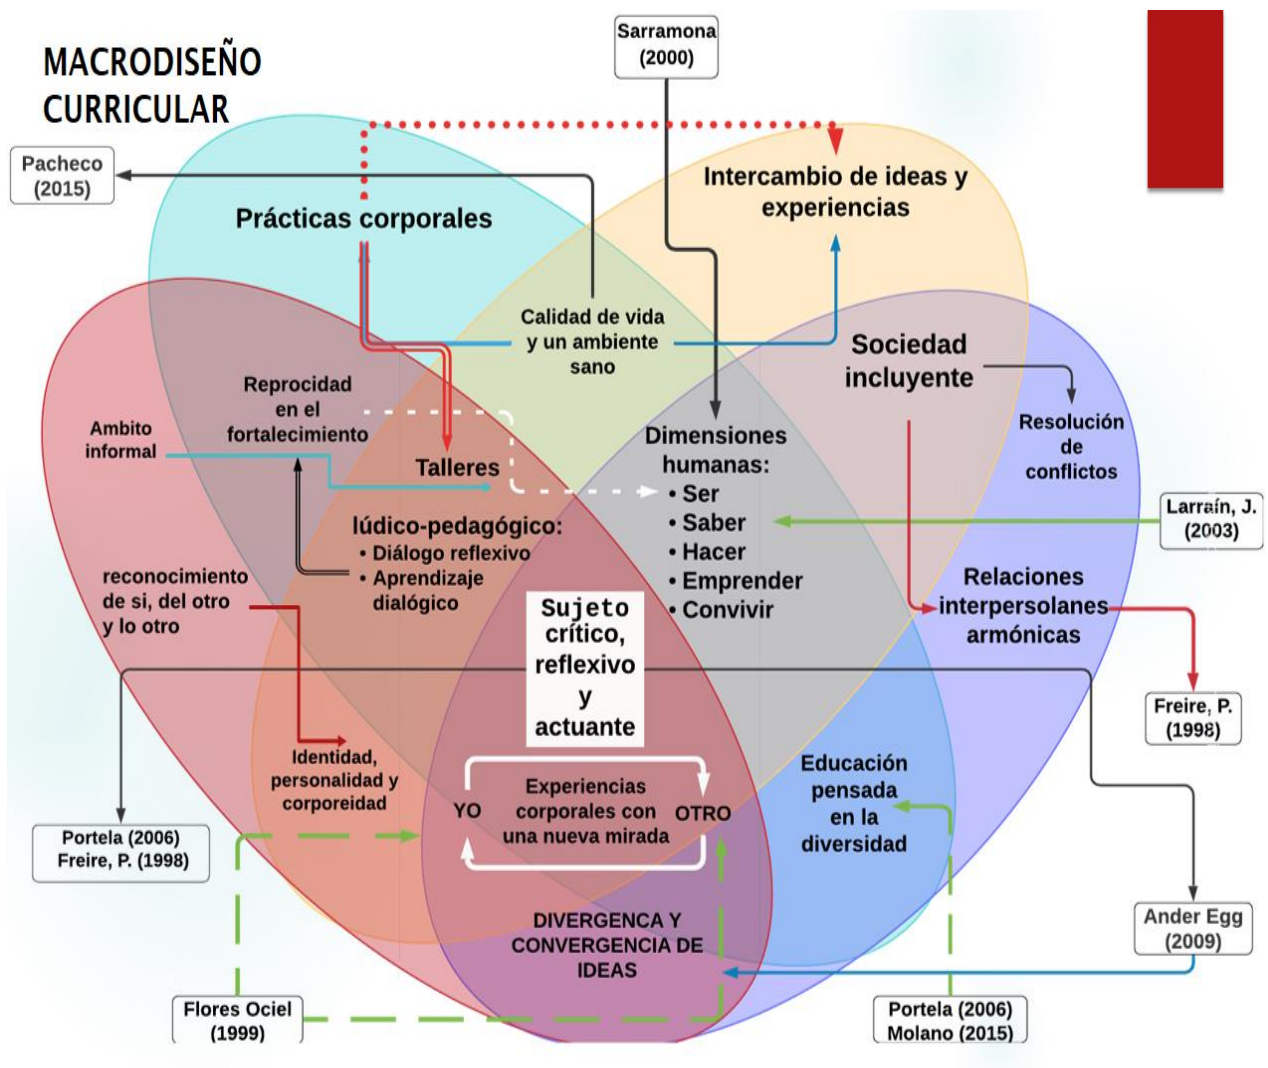 MACRODISEÑO
CURRICULAR
Sarramona
(2000)
Pacheco
(2015)
Prácticas corporales
Intercambio de ideas y
experiencias
Calidad de vida
y un ambiente
sano
Sociedad
incluyente
Resolución
de
conflictos
Reprocidad
en el
fortalecimiento
Ambito
informal
Talleres
lúdico-pedagógico:
• Diálogo reflexivo
• Aprendizaje
dialógico
Dimensiones
humanas:
• Ser
• Saber
• Hacer
• Emprender
• Convivir
Larraín, J.
(2003)
reconocimiento
de si, del otro
y lo otro
Relaciones
interpersolanes
armónicas
Sujeto
crítico,
reflexivo
y
actuante
Freire, P.
(1998)
Identidad,
personalidad y
corporeidad
YO
Experiencias
corporales con
una nueva mirada
OTRO
Educación
pensada
en la
diversidad
Portela (2006)
Freire, P. (1998)
DIVERGENCA Y
CONVERGENCIA DE
IDEAS
Ander Egg
(2009)
Flores Ociel
(1999)
Portela (2006)
Molano (2015)